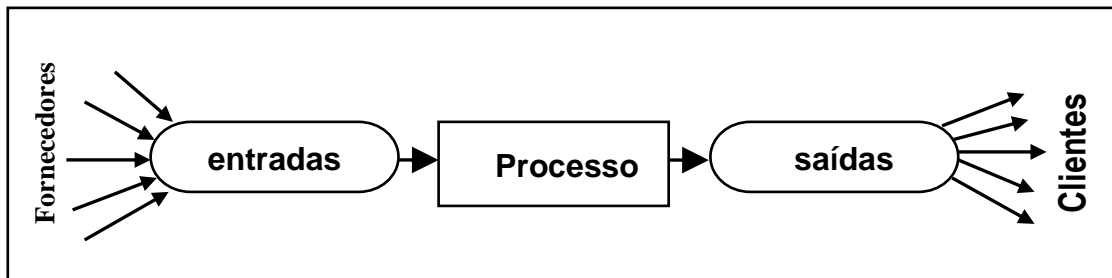 Fornecedores
entradas
Processo
saídas
Clientes